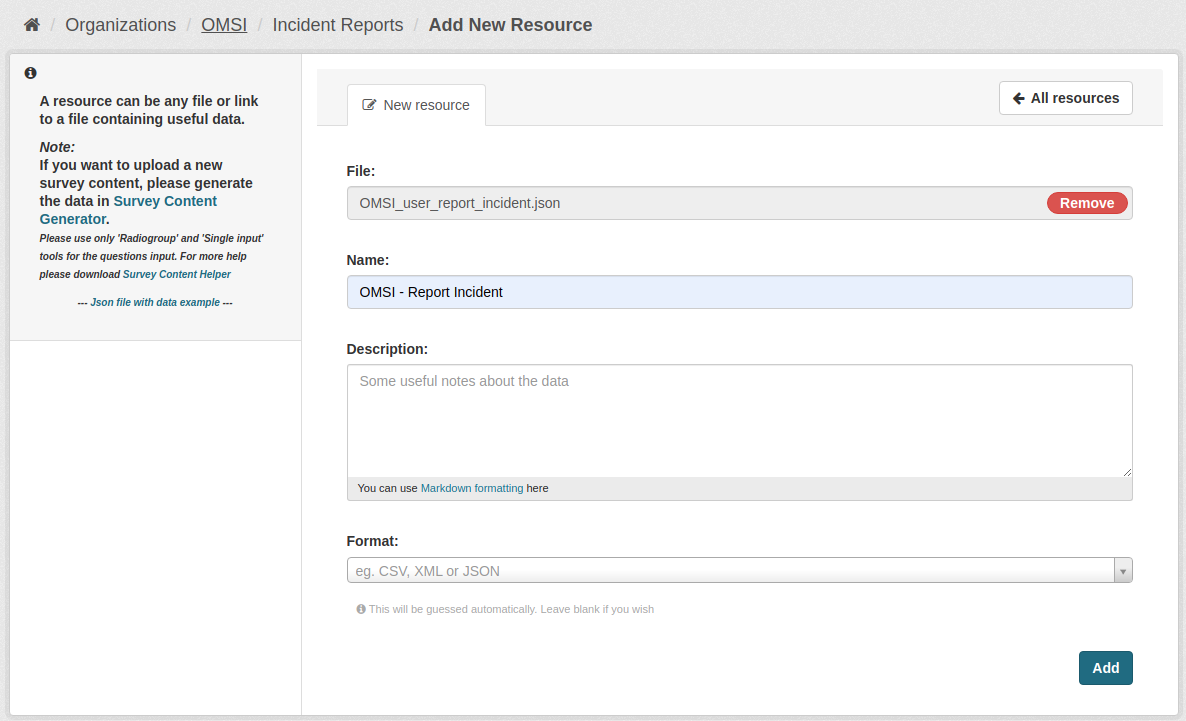 / Organizations / OMSI / Incident Reports / Add New Resource
A resource can be any file or link
to a file containing useful data.
Note:
If you want to upload a new
survey content, please generate
the data in Survey Content
Generator.
Please use only 'Radiogroup' and 'Single input'
tools for the questions input. For more help
please download Survey Content Helper
--- Json file with data example ---
New resource
All resources
File:
OMSI_user_report_incident.json
Remove
Name:
OMSI - Report Incident
Description:
Some useful notes about the data
You can use Markdown formatting here
Format:
eg. CSV, XML or JSON
This will be guessed automatically. Leave blank if you wish
Add